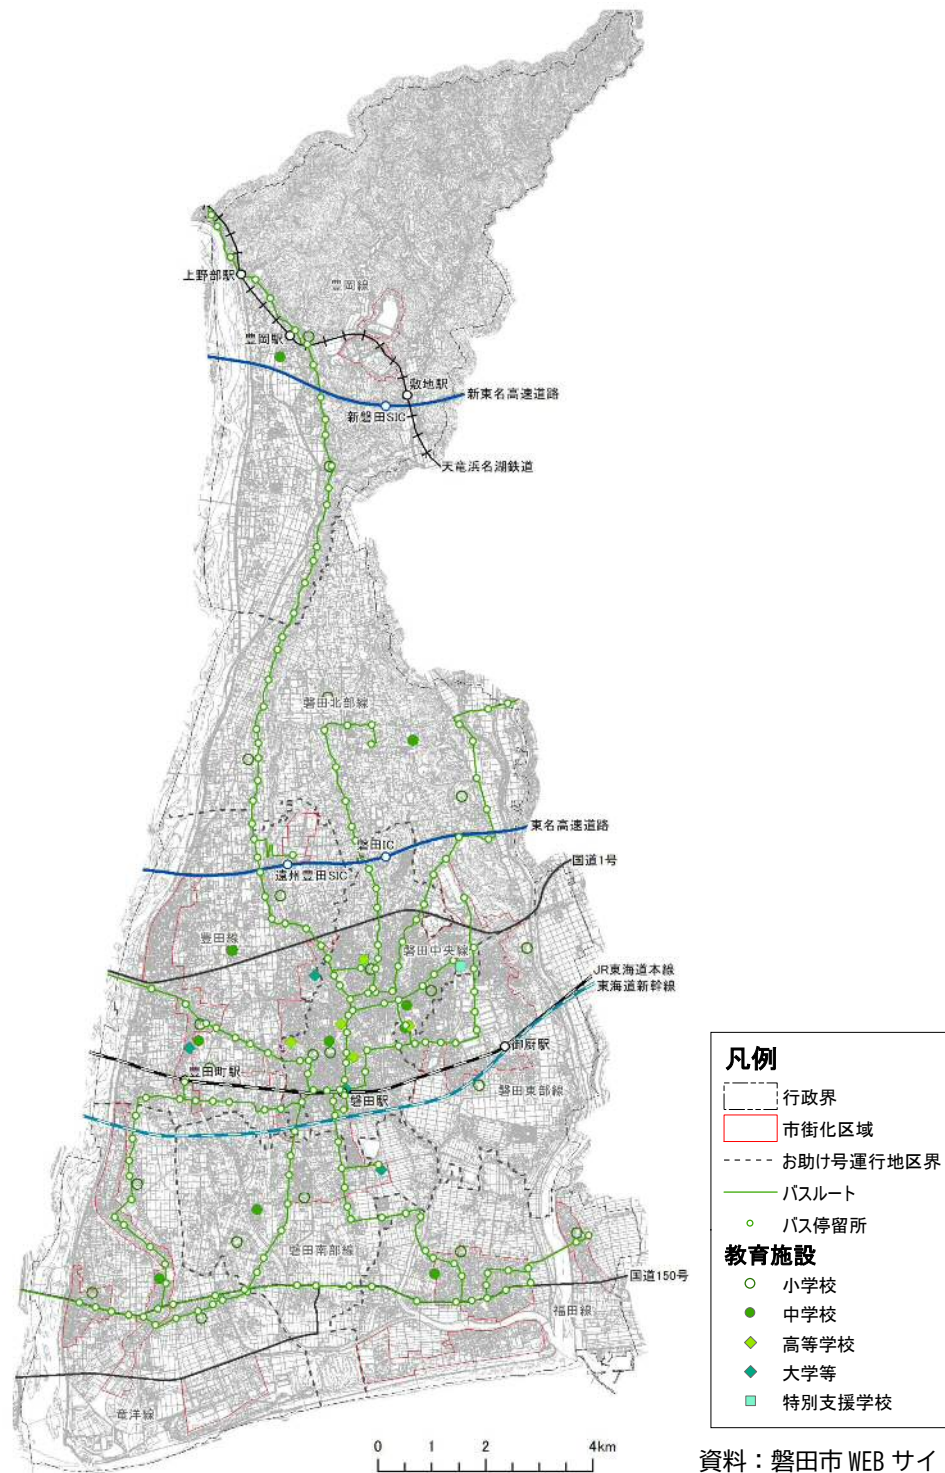 上野部駅
豊岡線
豊岡駅
敷地駅
新東名高速道路
新磐田SIC
天竜浜名湖鉄道
磐田北部線
東名高速道路
磐田IC
国道1号
遠州豊田SIC
豊田線
磐田中央線
JR東海道本線
東海道新幹線
御厨駅
豊田町駅
磐田駅
磐田東部線
磐田南部線
国道150号
福田線
竜洋線
0 1 2 4km
凡例
行政界
市街化区域
お助け号運行地区界
バスルート
バス停留所
教育施設
小学校
中学校
高等学校
大学等
特別支援学校
資料：磐田市 WEB サイ